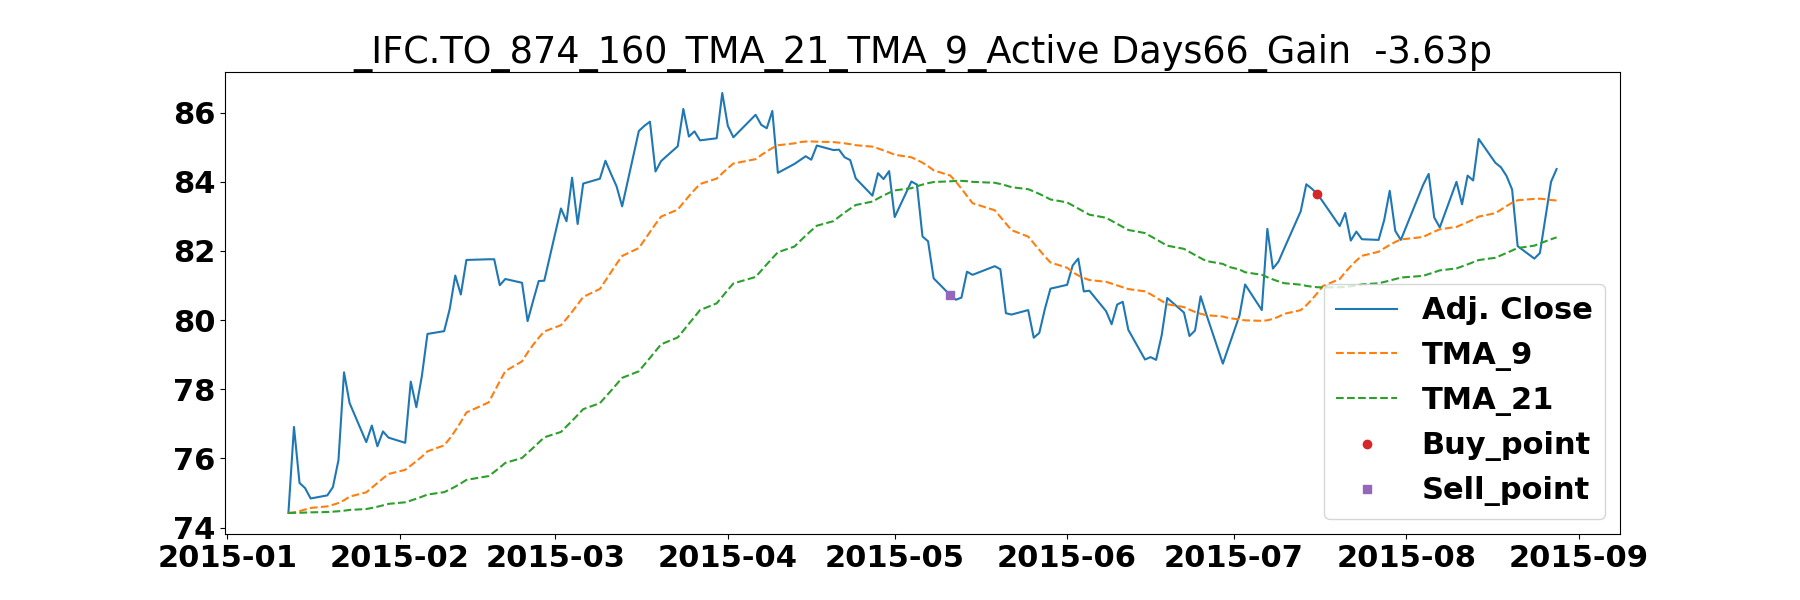 _IFC.TO_874_160_TMA_21_TMA_9_Active Days66_Gain  -3.63p
86
84
82
80
78
76
74
2015-01 2015-02 2015-03 2015-04 2015-05 2015-06 2015-07 2015-08 2015-09
Adj. Close
TMA_9
TMA_21
Buy_point
Sell_point